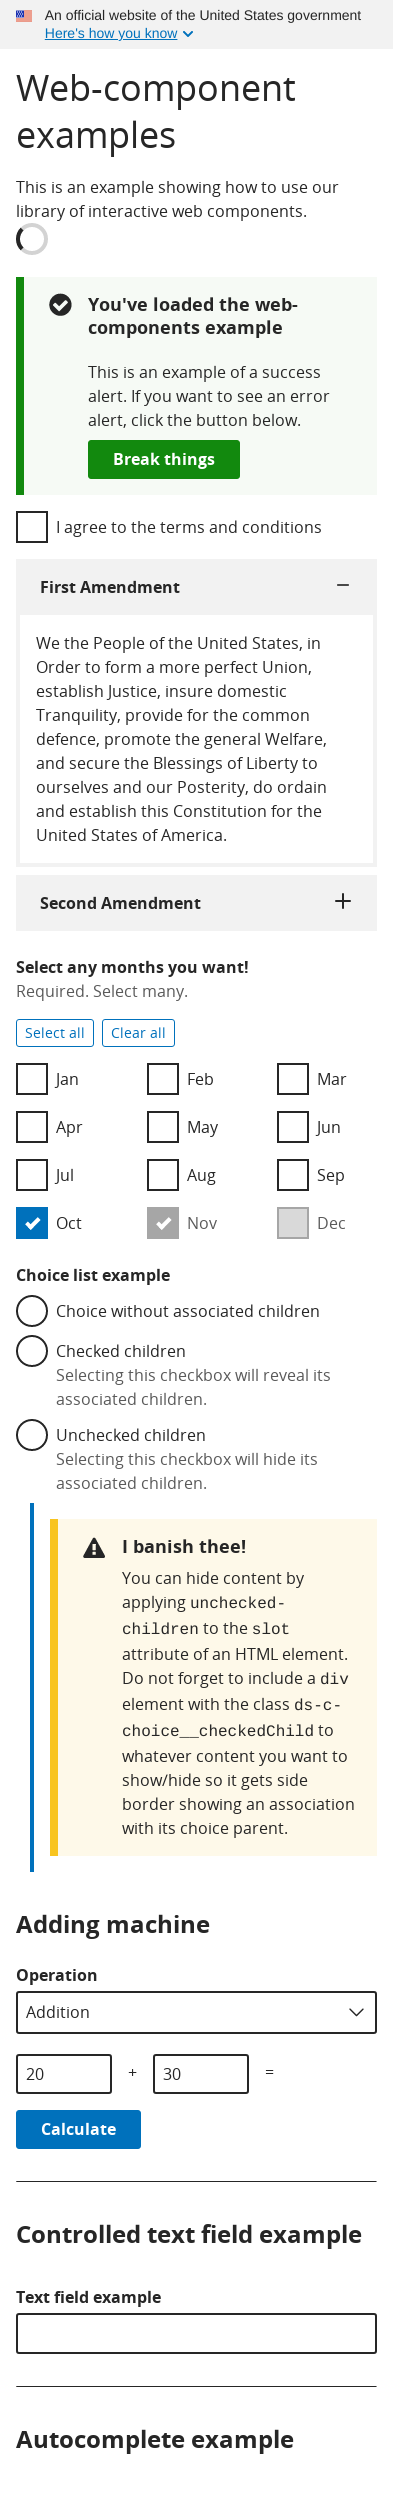 An official website of the United States government
Here's how you know
Web-component
examples
This is an example showing how to use our
library of interactive web components.
You've loaded the web-
components example
This is an example of a success
alert. If you want to see an error
alert, click the button below.
Break things
I agree to the terms and conditions
First Amendment
We the People of the United States, in
Order to form a more perfect Union,
establish Justice, insure domestic
Tranquility, provide for the common
defence, promote the general Welfare,
and secure the Blessings of Liberty to
ourselves and our Posterity, do ordain
and establish this Constitution for the
United States of America.
Second Amendment
Select any months you want!
Required. Select many.
Select all Clear all
Jan Feb Mar
Apr May Jun
Jul Aug Sep
Oct Nov Dec
Choice list example
Choice without associated children
Checked children
Selecting this checkbox will reveal its
associated children.
Unchecked children
Selecting this checkbox will hide its
associated children.
I banish thee!
You can hide content by
applying unchecked-
children to the slot
attribute of an HTML element.
Do not forget to include a div
element with the class ds-c-
choice__checkedChild to
whatever content you want to
show/hide so it gets side
border showing an association
with its choice parent.
Adding machine
Operation
Addition
20 + 30 =
Calculate
Controlled text field example
Text field example
Autocomplete example